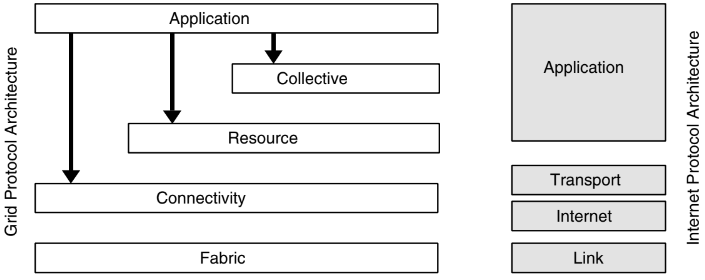 Grid Protocol Architecture
Application
Collective
Resource
Connectivity
Fabric
Application
Transport
Internet
Link
Internet Protocol Architecture